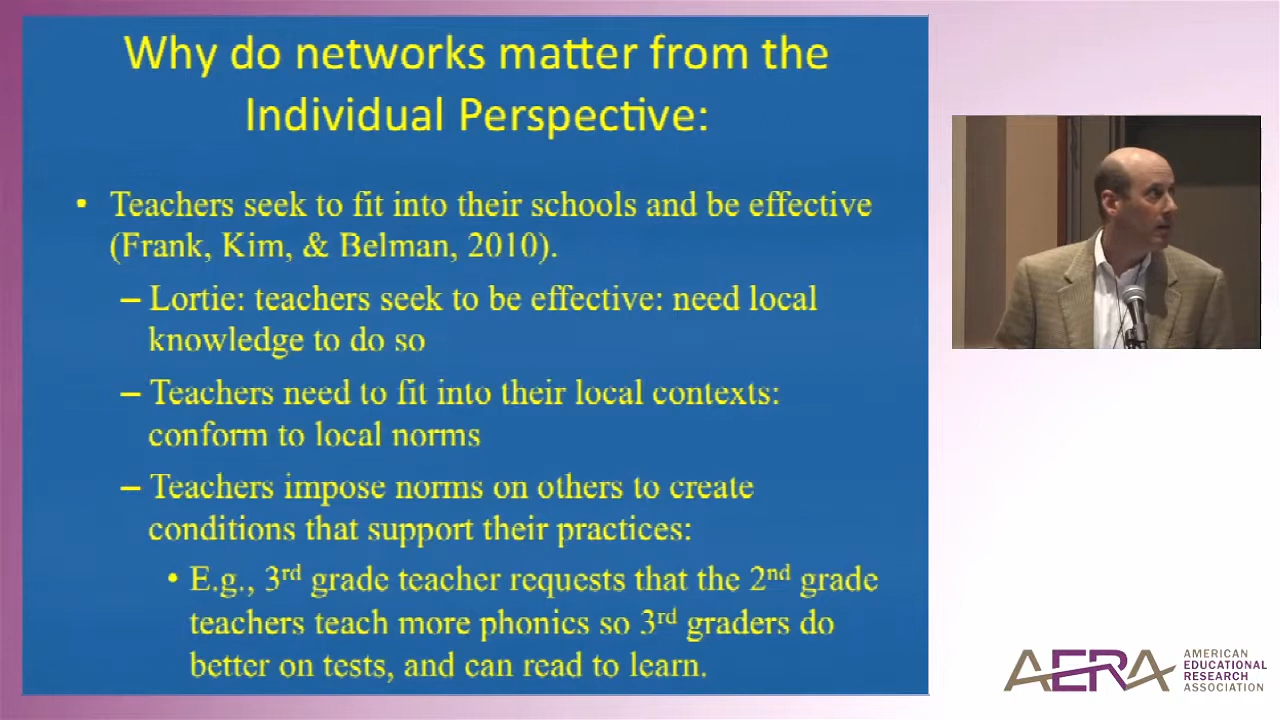 Why do networks matter from the
Individual Perspective:
• Teachers seek to fit into their schools and be effective
(Frank, Kim, & Belman, 2010).
– Lortie: teachers seek to be effective: need local
knowledge to do so
– Teachers need to fit into their local contexts:
conform to local norms
– Teachers impose norms on others to create
conditions that support their practices:
• E.g., 3rd grade teacher requests that the 2nd grade
teachers teach more phonics so 3rd graders do
better on tests, and can read to learn.
AERA
AMERICAN
EDUCATIONAL
RESEARCH
ASSOCIATION